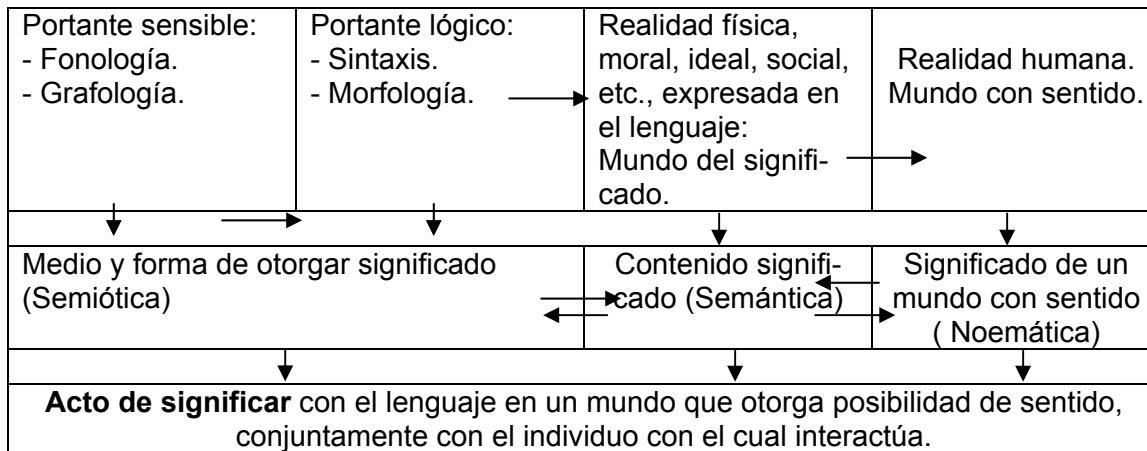 Portante sensible:
- Fonología.
- Grafología.
Portante lógico:
- Sintaxis.
- Morfología.
Realidad física,
moral, ideal, social,
etc., expresada en
el lenguaje:
Mundo del signifi-
cado.
Realidad humana.
Mundo con sentido.
Medio y forma de otorgar significado
(Semiótica)
Contenido signifi-
cado (Semántica)
Significado de un
mundo con sentido
( Noemática)
Acto de significar con el lenguaje en un mundo que otorga posibilidad de sentido,
conjuntamente con el individuo con el cual interactúa.